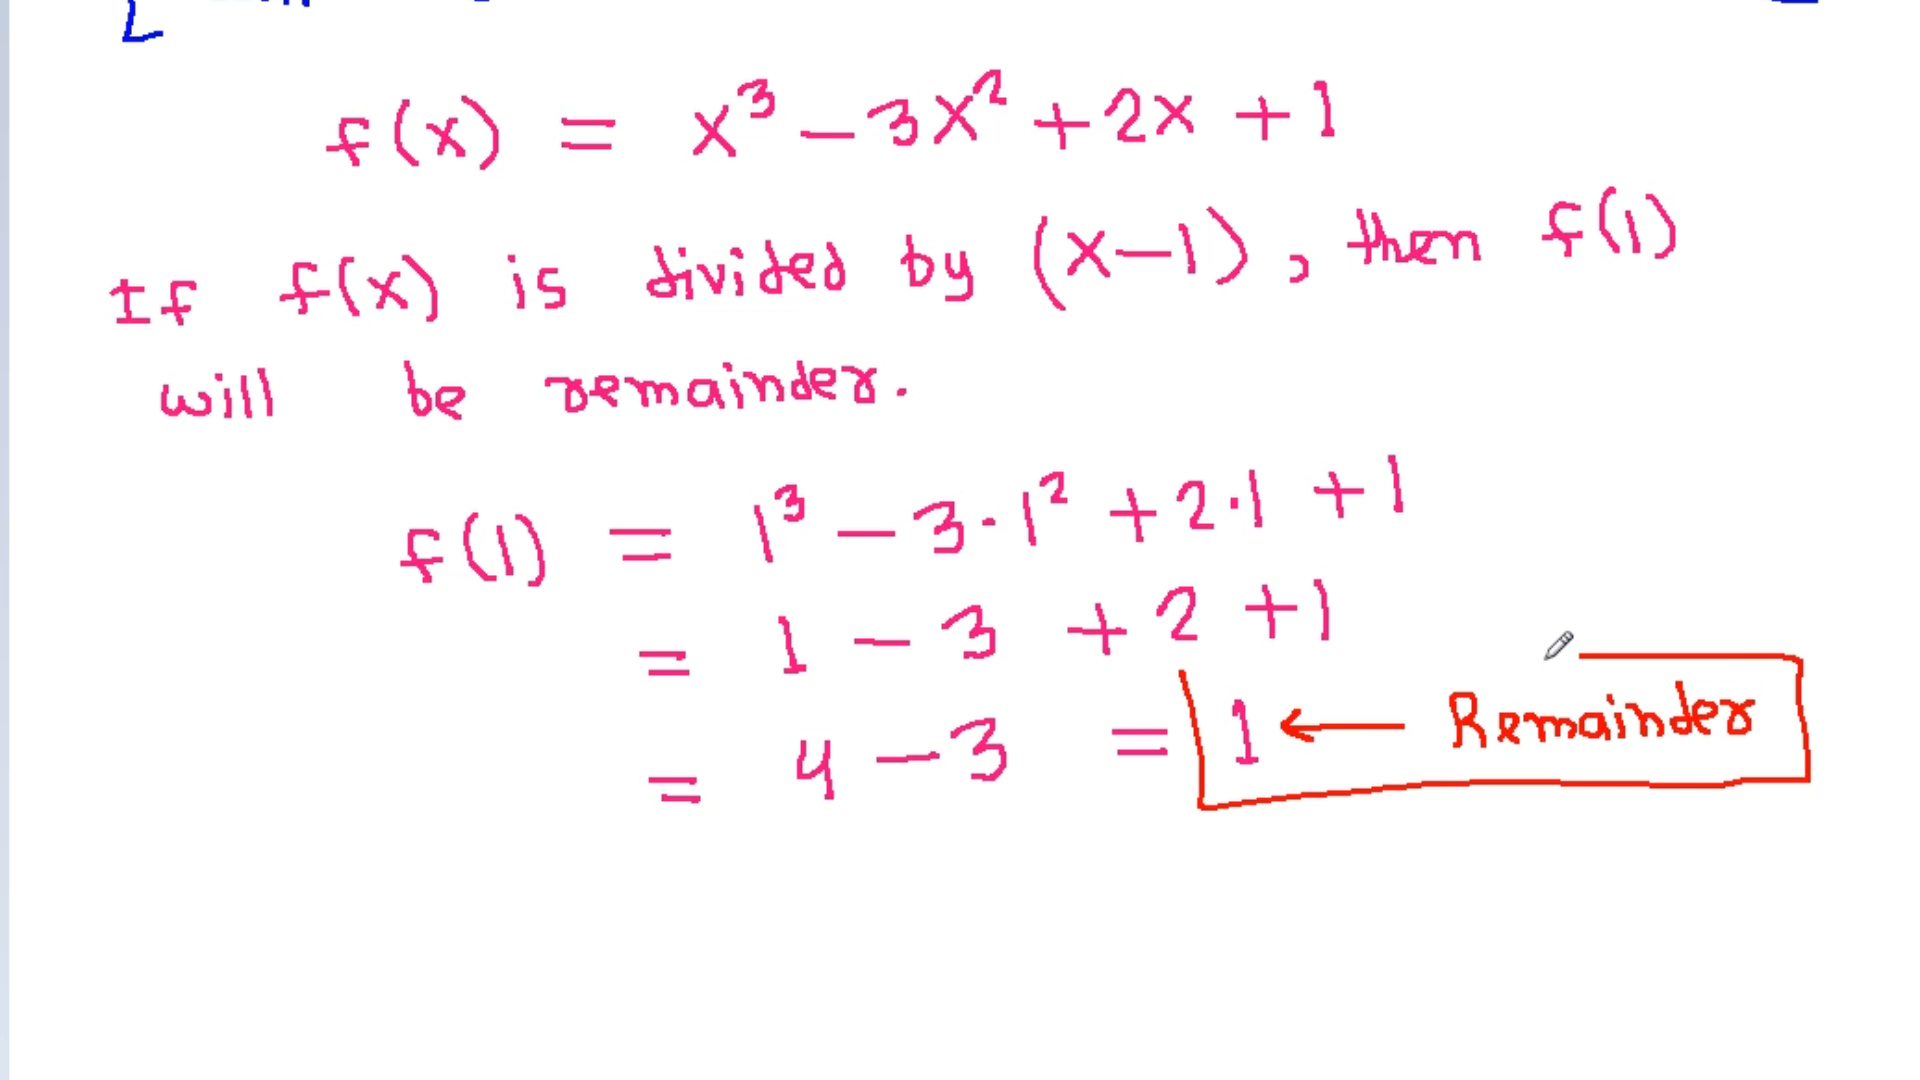 f(x) = x³ - 3x² + 2x + 1
If f(x) is divided by (x-1), then f(1)
will be remainder.
f(1) = 1³ - 3·1² + 2·1 + 1
= 1 - 3 + 2 + 1
= 4 - 3 = 1 ← Remainder